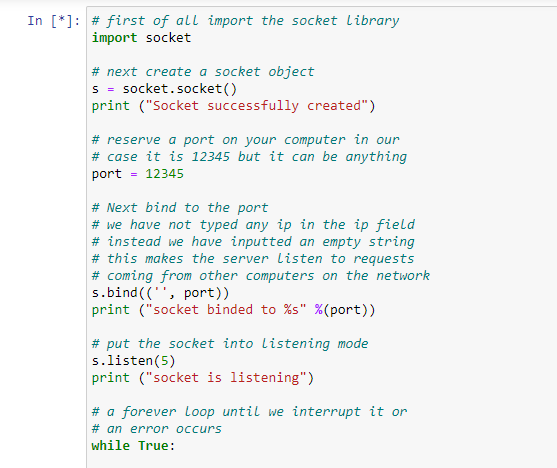 In [*]: # first of all import the socket library
import socket

# next create a socket object
s = socket.socket()
print ("Socket successfully created")

# reserve a port on your computer in our
# case it is 12345 but it can be anything
port = 12345

# Next bind to the port
# we have not typed any ip in the ip field
# instead we have inputted an empty string
# this makes the server listen to requests
# coming from other computers on the network
s.bind(('', port))
print ("socket binded to %s" %(port))

# put the socket into listening mode
s.listen(5)
print ("socket is listening")

# a forever loop until we interrupt it or
# an error occurs
while True: